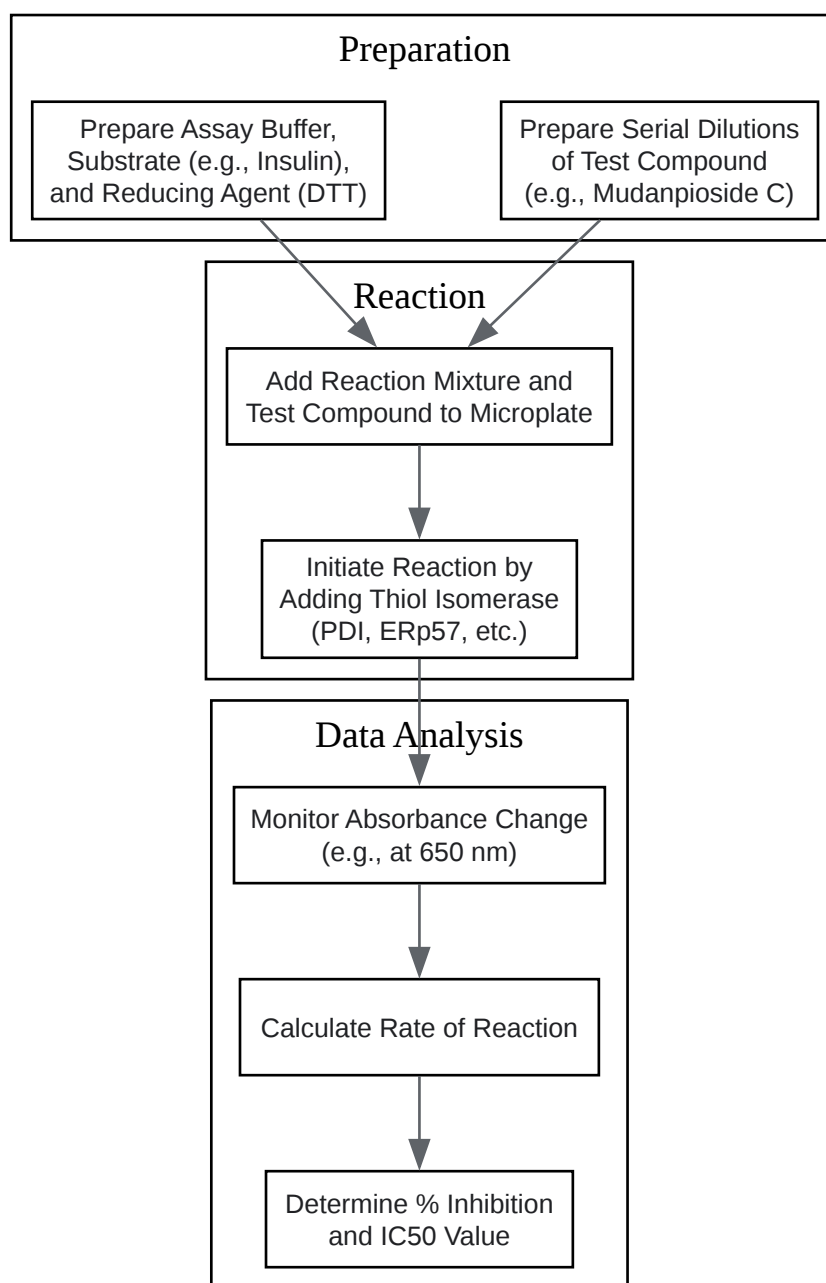 Preparation
Prepare Assay Buffer,
Substrate (e.g., Insulin),
and Reducing Agent (DTT)
Prepare Serial Dilutions
of Test Compound
(e.g., Mudanpioside C)
Reaction
Add Reaction Mixture and
Test Compound to Microplate
Initiate Reaction by
Adding Thiol Isomerase
(PDI, ERp57, etc.)
Data Analysis
Monitor Absorbance Change
(e.g., at 650 nm)
Calculate Rate of Reaction
Determine % Inhibition
and IC50 Value